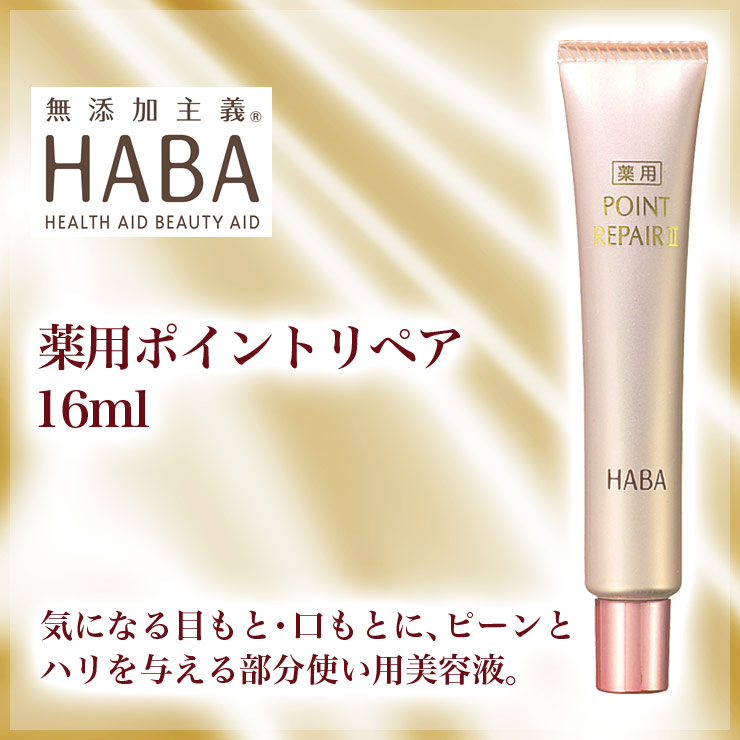 無添加主義®
HABA
HEALTH AID BEAUTY AID
薬用
POINT
REPAIR II
HABA
薬用ポイントリペア
16ml
気になる目もと・口もとに、ピーンと
ハリを与える部分使い用美容液。